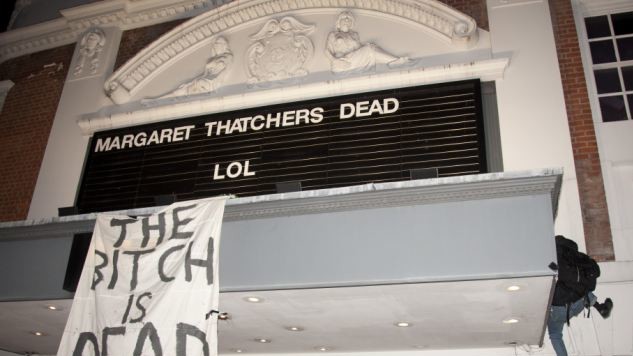 MARGARET THATCHERS DEAD
LOL
THE
BITCH
IS
DEAD